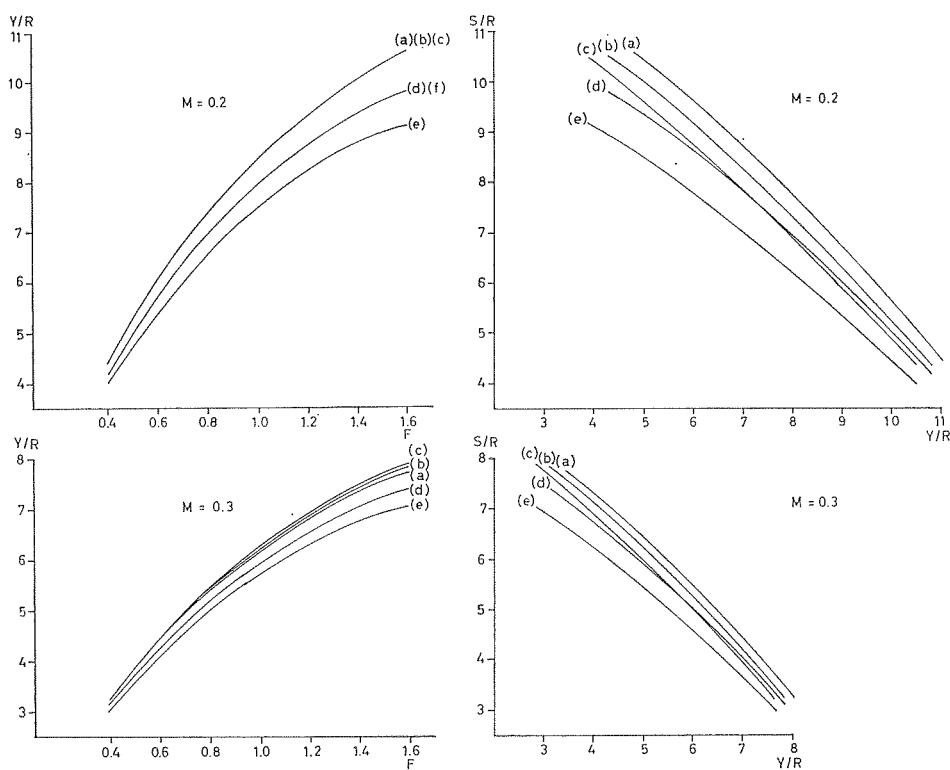 Y/R
11
10
9
8
7
6
5
4
0.4 0.6 0.8 1.0 1.2 1.4 1.6
F
M = 0.2
(a)(b)(c)
(d)(f)
(e)
S/R
11
10
9
8
7
6
5
4
3 4 5 6 7 8 9 10 11
Y/R
M = 0.2
(c)(b)(a)
(d)
(e)
Y/R
8
7
6
5
4
3
0.4 0.6 0.8 1.0 1.2 1.4 1.6
F
M = 0.3
(c)
(b)
(a)
(d)
(e)
S/R
8
7
6
5
4
3
3 4 5 6 7 8
Y/R
M = 0.3
(c)(b)(a)
(d)
(e)